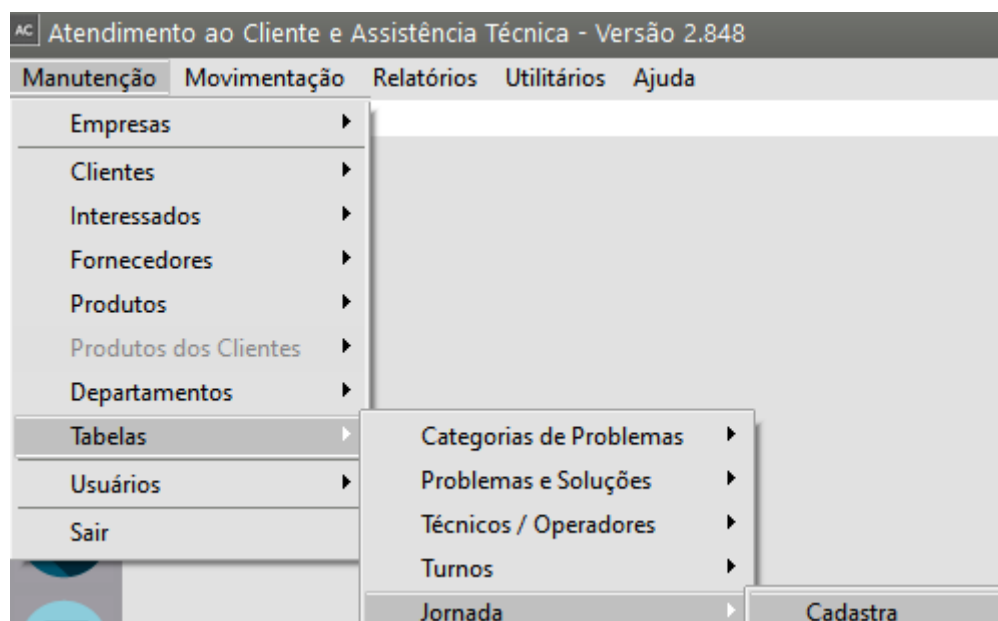 AC Atendimento ao Cliente e Assistência Técnica - Versão 2.848
Manutenção Movimentação Relatórios Utilitários Ajuda
Empresas
Clientes
Interessados
Fornecedores
Produtos
Produtos dos Clientes
Departamentos
Tabelas
Usuários
Sair
Categorias de Problemas
Problemas e Soluções
Técnicos / Operadores
Turnos
Jornada
Cadastra